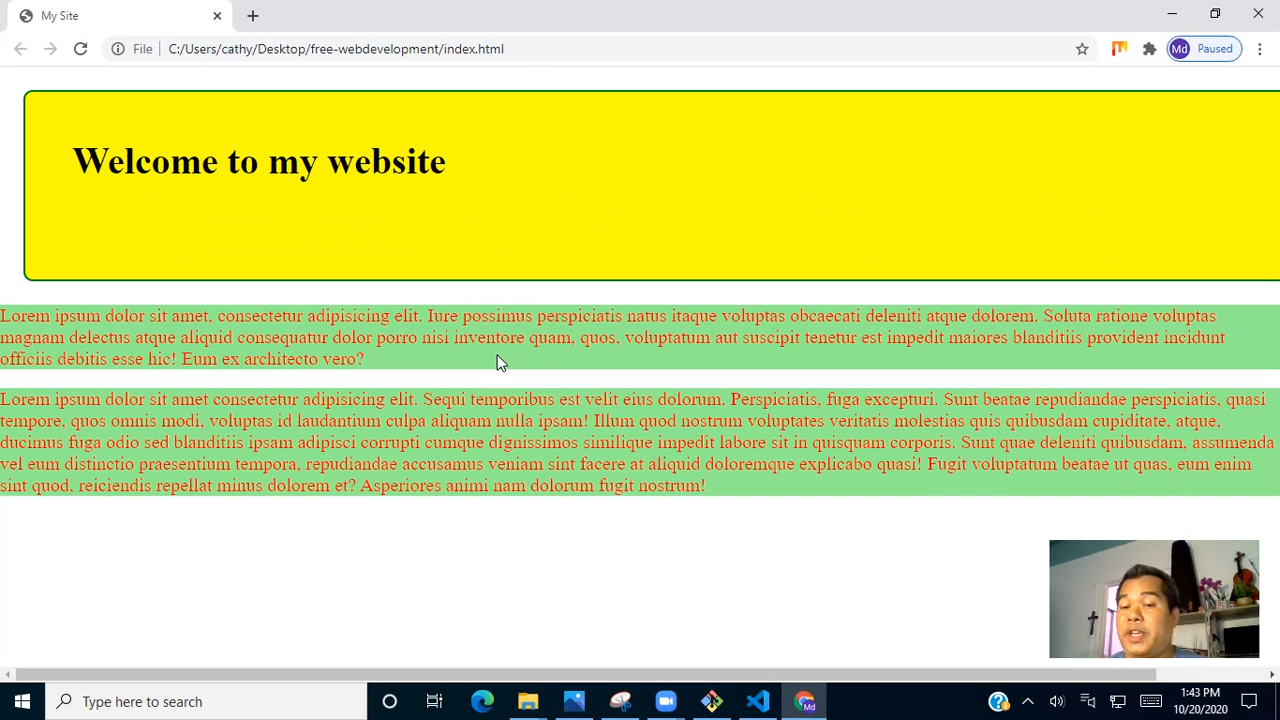 My Site
File
C:/Users/cathy/Desktop/free-webdevelopment/index.html
Md
Paused
Welcome to my website
Lorem ipsum dolor sit amet, consectetur adipisicing elit. Iure possimus perspiciatis natus itaque voluptas obcaecati deleniti atque dolorem. Soluta ratione voluptas
magnam delectus atque aliquid consequatur dolor porro nisi inventore quam, quos, voluptatum aut suscipit tenetur est impedit maiores blanditiis provident incidunt
officiis debitis esse hic! Eum ex architecto vero?
Lorem ipsum dolor sit amet consectetur adipisicing elit. Sequi temporibus est velit eius dolorum. Perspiciatis, fuga excepturi. Sunt beatae repudiandae perspiciatis, quasi
tempore, quos omnis modi, voluptas id laudantium culpa aliquam nulla ipsam! Illum quod nostrum voluptates veritatis molestias quis quibusdam cupiditate, atque,
ducimus fuga odio sed blanditiis ipsam adipisci corrupti cumque dignissimos similique impedit labore sit in quisquam corporis. Sunt quae deleniti quibusdam, assumenda
vel eum distinctio praesentium tempora, repudiandae accusamus veniam sint facere at aliquid doloremque explicabo quasi! Fugit voluptatum beatae ut quas, eum enim
sint quod, reiciendis repellat minus dolorem et? Asperiores animi nam dolorum fugit nostrum!
Type here to search
Md
1:43 PM
10/20/2020